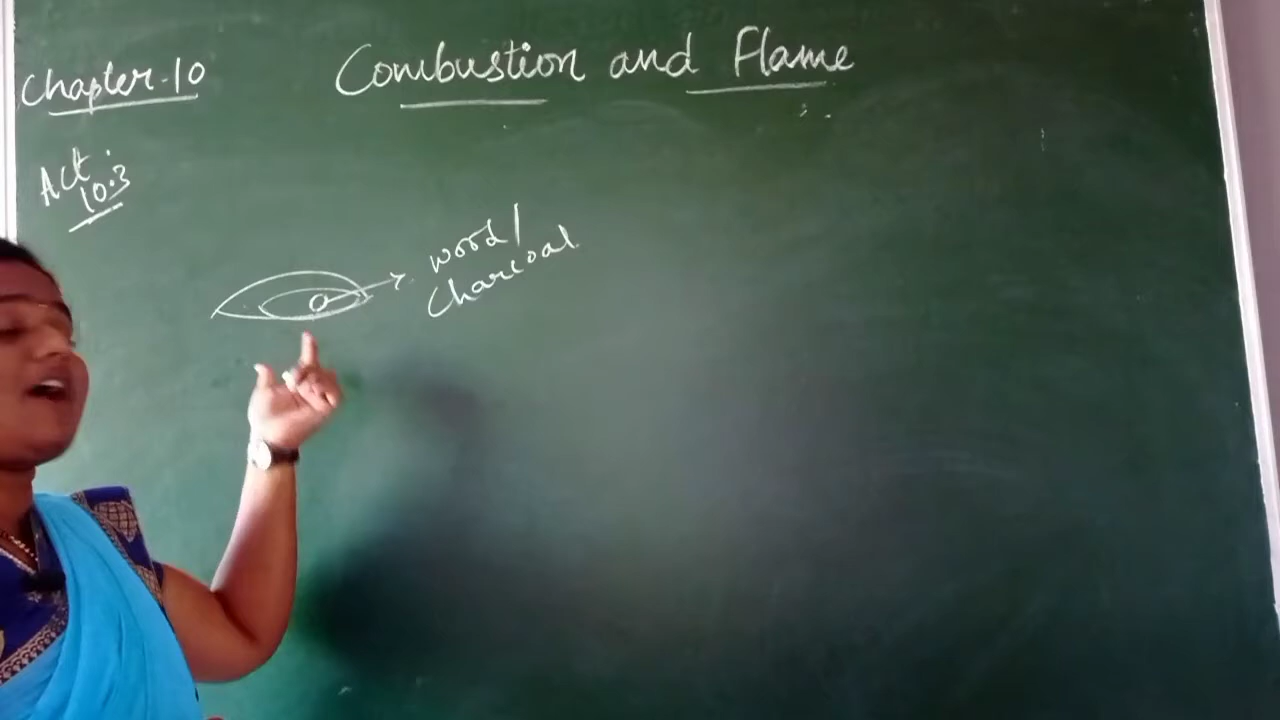 Chapter-10
Combustion and Flame
Act
10.3
wood/
charcoal